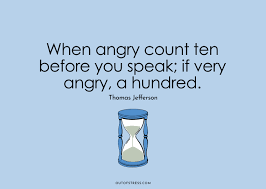 When angry count ten
before you speak; if very
angry, a hundred.
Thomas Jefferson